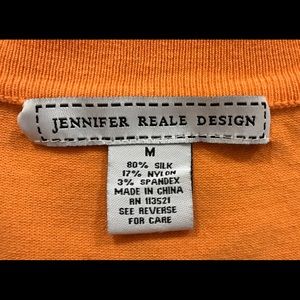 JENNIFER REALE DESIGN
M
80% SILK
17% NYLON
3% SPANDEX
MADE IN CHINA
RN 113521
SEE REVERSE
FOR CARE